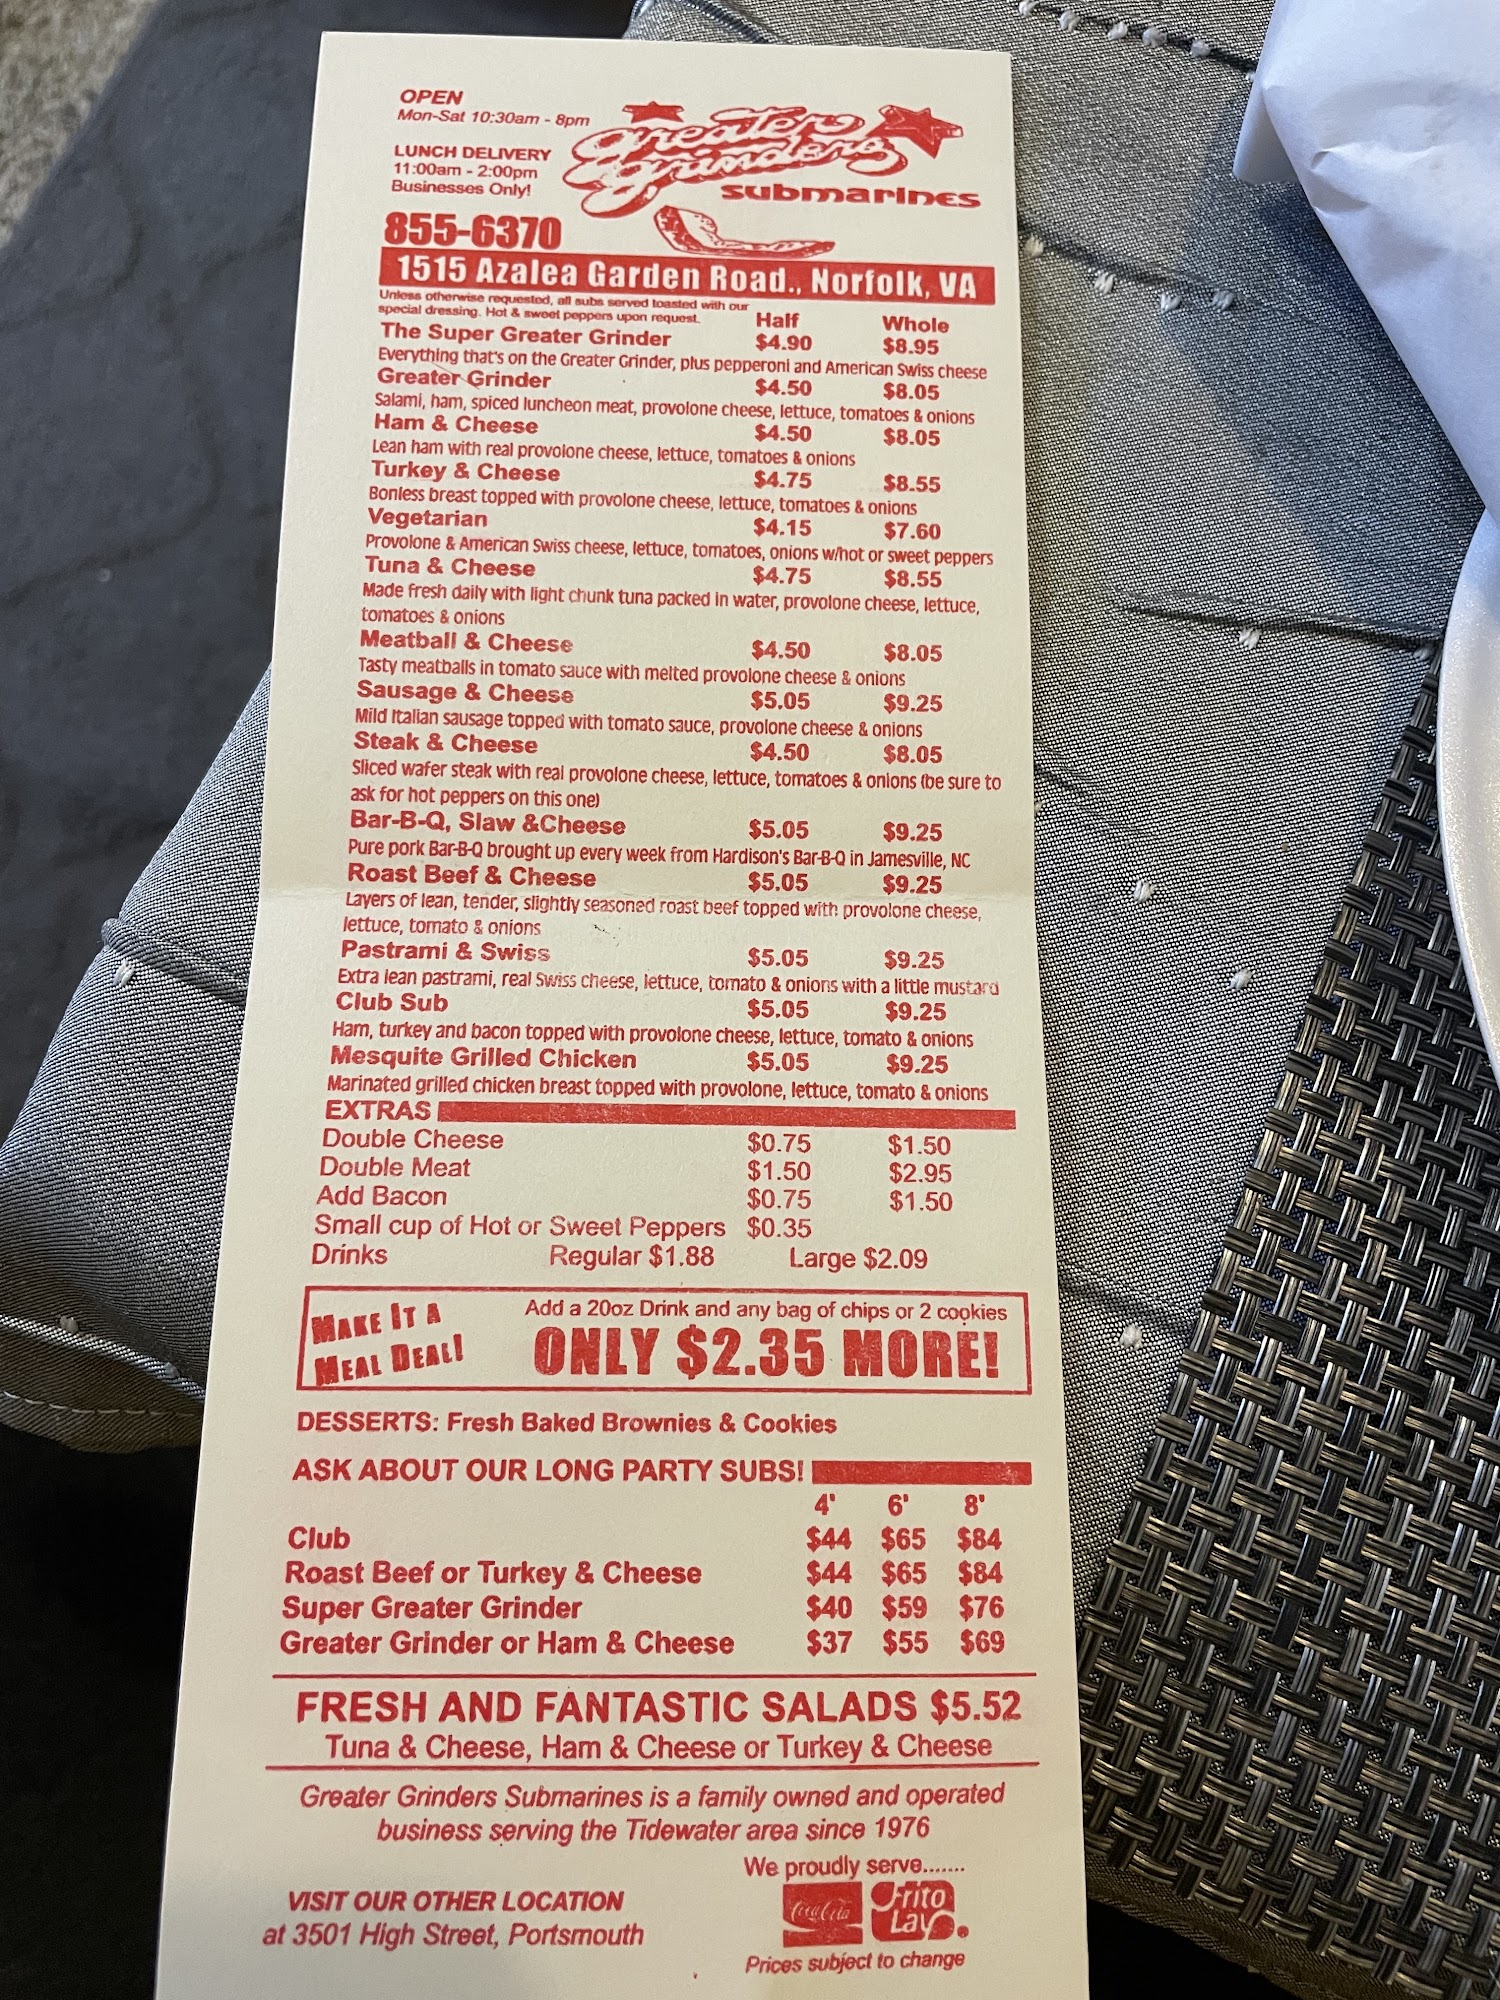 OPEN
Mon-Sat 10:30am - 8pm
LUNCH DELIVERY
11:00am - 2:00pm
Businesses Only!
855-6370
greater
grinders
submarines
1515 Azalea Garden Road., Norfolk, VA
Unless otherwise requested, all subs served toasted with our
special dressing. Hot & sweet peppers upon request.
Half Whole
The Super Greater Grinder $4.90 $8.95
Everything that's on the Greater Grinder, plus pepperoni and American Swiss cheese
Greater Grinder $4.50 $8.05
Salami, ham, spiced luncheon meat, provolone cheese, lettuce, tomatoes & onions
Ham & Cheese $4.50 $8.05
Lean ham with real provolone cheese, lettuce, tomatoes & onions
Turkey & Cheese $4.75 $8.55
Bonless breast topped with provolone cheese, lettuce, tomatoes & onions
Vegetarian $4.15 $7.60
Provolone & American Swiss cheese, lettuce, tomatoes, onions w/hot or sweet peppers
Tuna & Cheese $4.75 $8.55
Made fresh daily with light chunk tuna packed in water, provolone cheese, lettuce,
tomatoes & onions
Meatball & Cheese $4.50 $8.05
Tasty meatballs in tomato sauce with melted provolone cheese & onions
Sausage & Cheese $5.05 $9.25
Mild Italian sausage topped with tomato sauce, provolone cheese & onions
Steak & Cheese $4.50 $8.05
Sliced wafer steak with real provolone cheese, lettuce, tomatoes & onions (be sure to
ask for hot peppers on this one)
Bar-B-Q, Slaw &Cheese $5.05 $9.25
Pure pork Bar-B-Q brought up every week from Hardison's Bar-B-Q in Jamesville, NC
Roast Beef & Cheese $5.05 $9.25
Layers of lean, tender, slightly seasoned roast beef topped with provolone cheese,
lettuce, tomato & onions
Pastrami & Swiss $5.05 $9.25
Extra lean pastrami, real Swiss cheese, lettuce, tomato & onions with a little mustard
Club Sub $5.05 $9.25
Ham, turkey and bacon topped with provolone cheese, lettuce, tomato & onions
Mesquite Grilled Chicken $5.05 $9.25
Marinated grilled chicken breast topped with provolone, lettuce, tomato & onions
EXTRAS
Double Cheese $0.75 $1.50
Double Meat $1.50 $2.95
Add Bacon $0.75 $1.50
Small cup of Hot or Sweet Peppers $0.35
Drinks Regular $1.88 Large $2.09
MAKE IT A
MEAL DEAL!
Add a 20oz Drink and any bag of chips or 2 cookies
ONLY $2.35 MORE!
DESSERTS: Fresh Baked Brownies & Cookies
ASK ABOUT OUR LONG PARTY SUBS!
4' 6' 8'
Club $44 $65 $84
Roast Beef or Turkey & Cheese $44 $65 $84
Super Greater Grinder $40 $59 $76
Greater Grinder or Ham & Cheese $37 $55 $69
FRESH AND FANTASTIC SALADS $5.52
Tuna & Cheese, Ham & Cheese or Turkey & Cheese
Greater Grinders Submarines is a family owned and operated
business serving the Tidewater area since 1976
We proudly serve.......
VISIT OUR OTHER LOCATION
at 3501 High Street, Portsmouth
Coca Cola
Frito
Lay
Prices subject to change